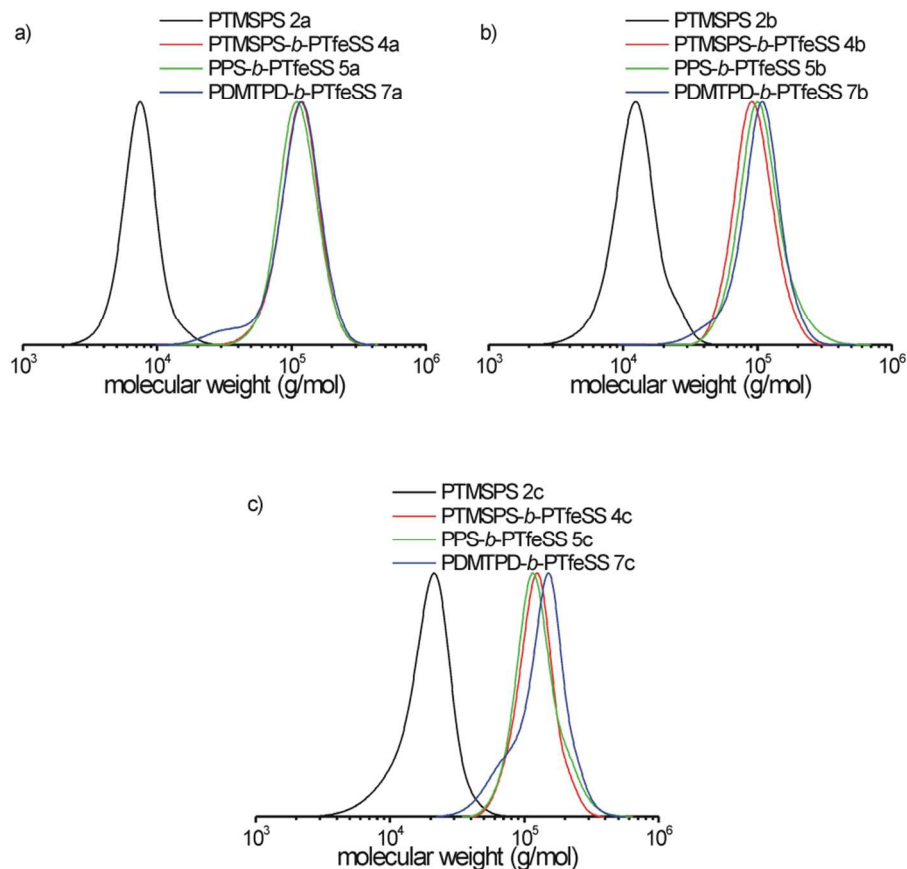 a)
PTMSPS 2a
PTMSPS-b-PTfeSS 4a
PPS-b-PTfeSS 5a
PDMTPD-b-PTfeSS 7a
10³ 10⁴ 10⁵ 10⁶
molecular weight (g/mol)
b)
PTMSPS 2b
PTMSPS-b-PTfeSS 4b
PPS-b-PTfeSS 5b
PDMTPD-b-PTfeSS 7b
10³ 10⁴ 10⁵ 10⁶
molecular weight (g/mol)
c)
PTMSPS 2c
PTMSPS-b-PTfeSS 4c
PPS-b-PTfeSS 5c
PDMTPD-b-PTfeSS 7c
10³ 10⁴ 10⁵ 10⁶
molecular weight (g/mol)